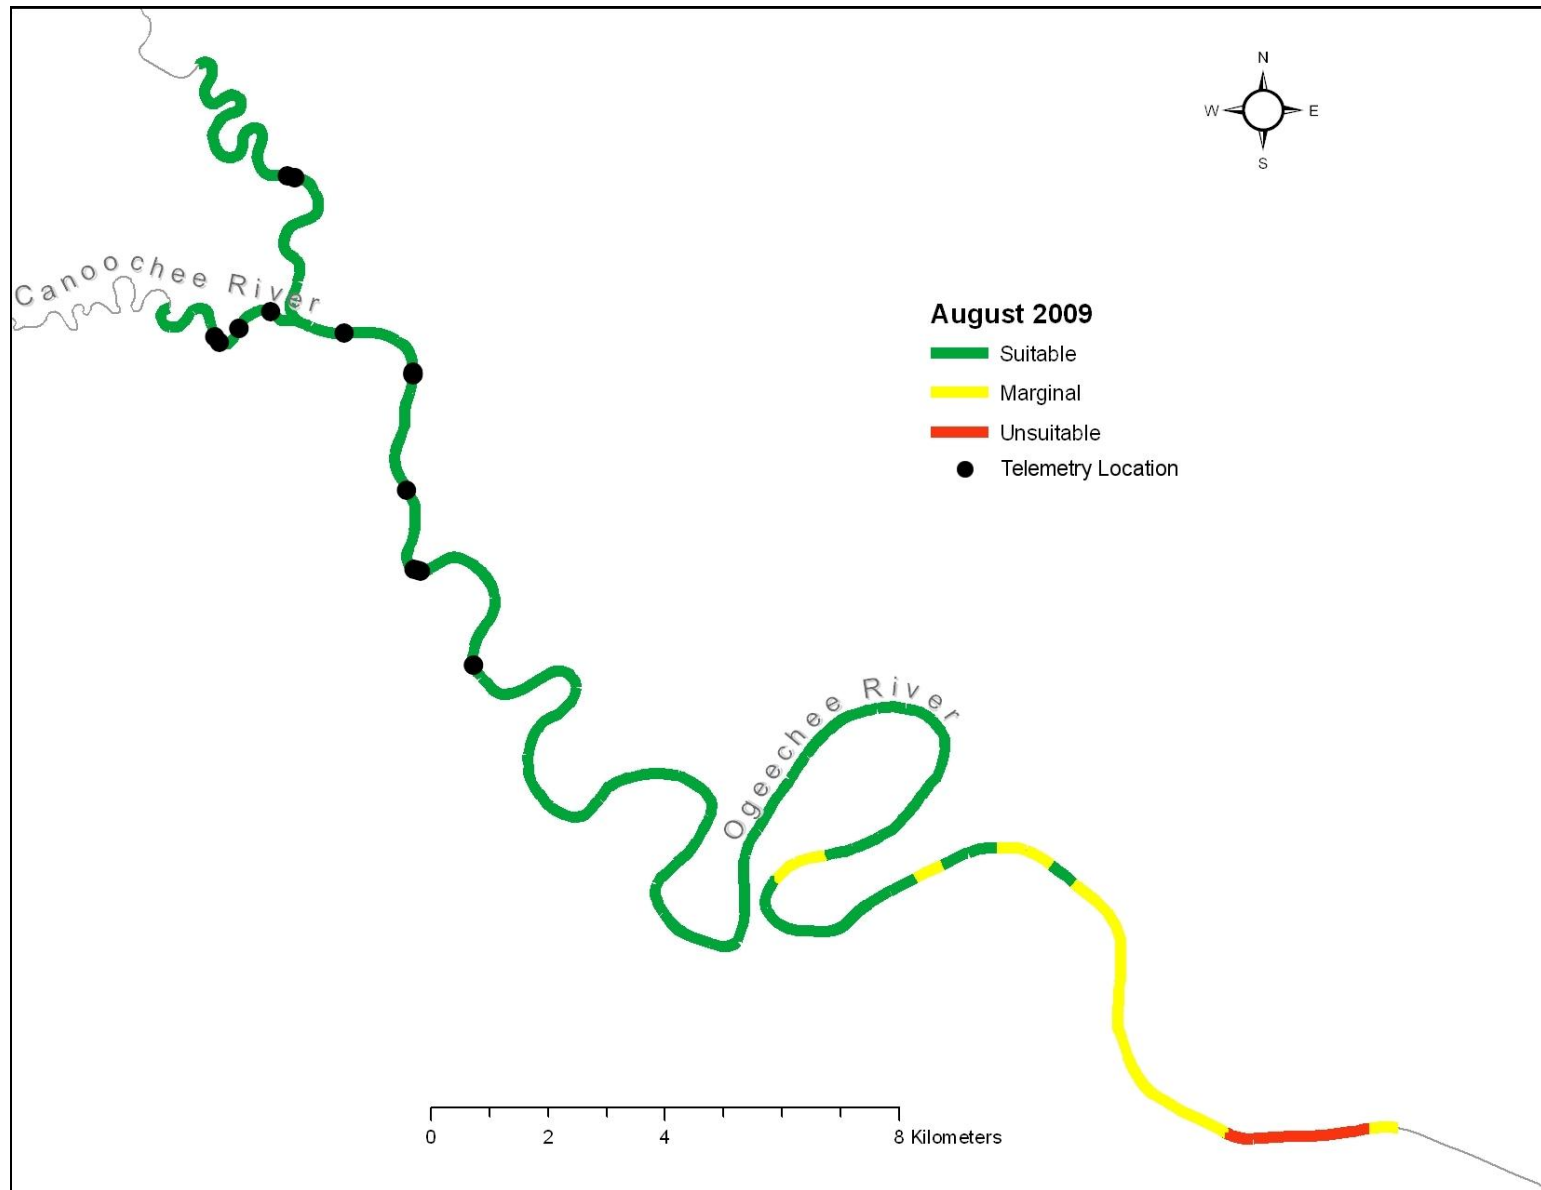 N
W E
S
Canoochee River
August 2009
Suitable
Marginal
Unsuitable
Telemetry Location
Ogeechee River
0 2 4 8 Kilometers